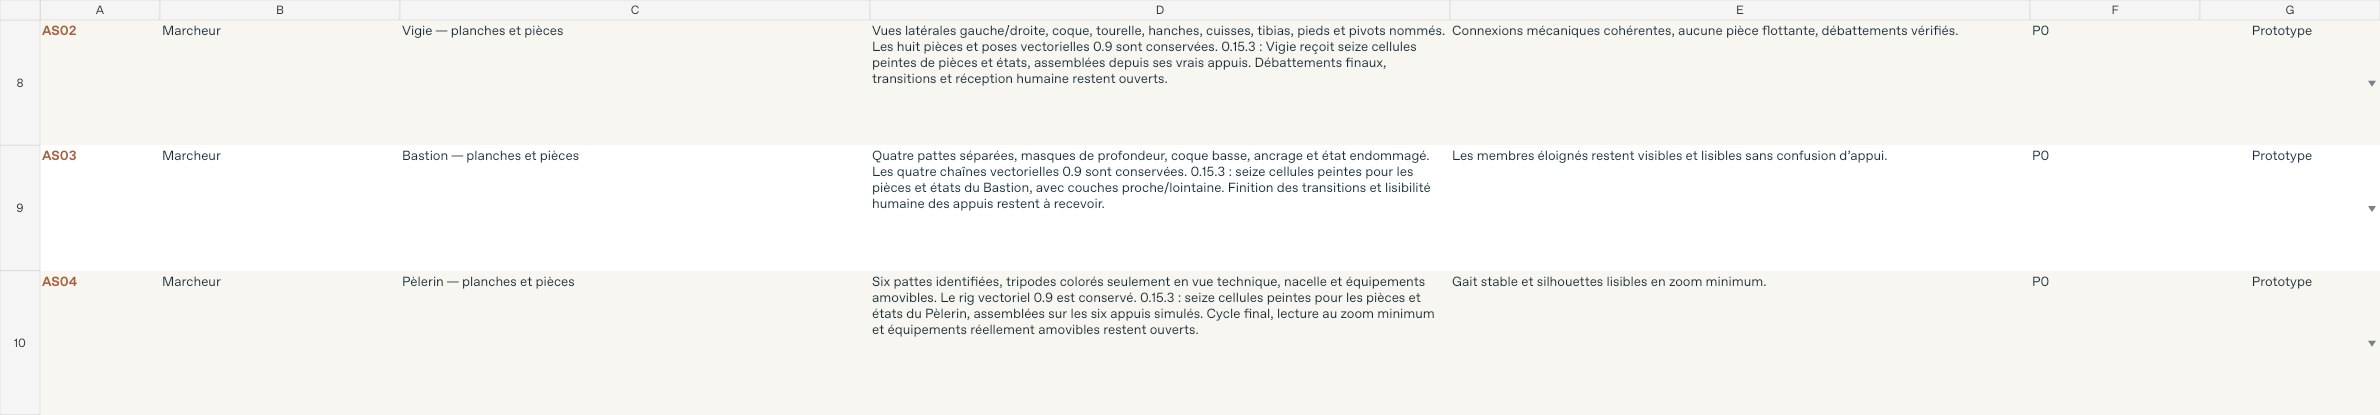 A B C D E F G
8
AS02 Marcheur Vigie — planches et pièces
Vues latérales gauche/droite, coque, tourelle, hanches, cuisses, tibias, pieds et pivots nommés.
Les huit pièces et poses vectorielles 0.9 sont conservées. 0.15.3 : Vigie reçoit seize cellules
peintes de pièces et états, assemblées depuis ses vrais appuis. Débattements finaux,
transitions et réception humaine restent ouverts.
Connexions mécaniques cohérentes, aucune pièce flottante, débattements vérifiés.
P0 Prototype
9
AS03 Marcheur Bastion — planches et pièces
Quatre pattes séparées, masques de profondeur, coque basse, ancrage et état endommagé.
Les quatre chaînes vectorielles 0.9 sont conservées. 0.15.3 : seize cellules peintes pour les
pièces et états du Bastion, avec couches proche/lointaine. Finition des transitions et lisibilité
humaine des appuis restent à recevoir.
Les membres éloignés restent visibles et lisibles sans confusion d’appui.
P0 Prototype
10
AS04 Marcheur Pèlerin — planches et pièces
Six pattes identifiées, tripodes colorés seulement en vue technique, nacelle et équipements
amovibles. Le rig vectoriel 0.9 est conservé. 0.15.3 : seize cellules peintes pour les pièces et
états du Pèlerin, assemblées sur les six appuis simulés. Cycle final, lecture au zoom minimum
et équipements réellement amovibles restent ouverts.
Gait stable et silhouettes lisibles en zoom minimum.
P0 Prototype